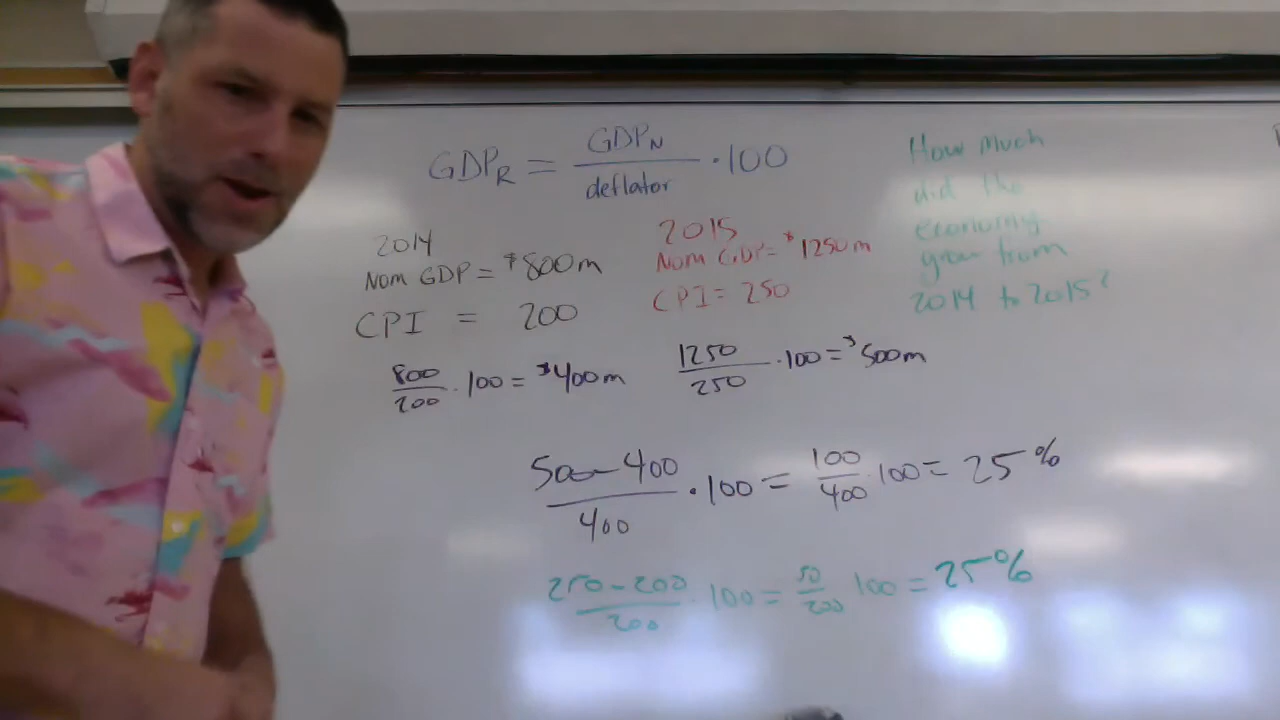 GDP_R = GDP_N / deflator · 100
How much
did the
economy
grow from
2014 to 2015?
2014
Nom GDP = $800m
CPI = 200
2015
Nom GDP = $1250m
CPI = 250
800/200 · 100 = $400m
1250/250 · 100 = $500m
500-400/400 · 100 = 100/400 · 100 = 25%
250-200/200 · 100 = 50/200 100 = 25%